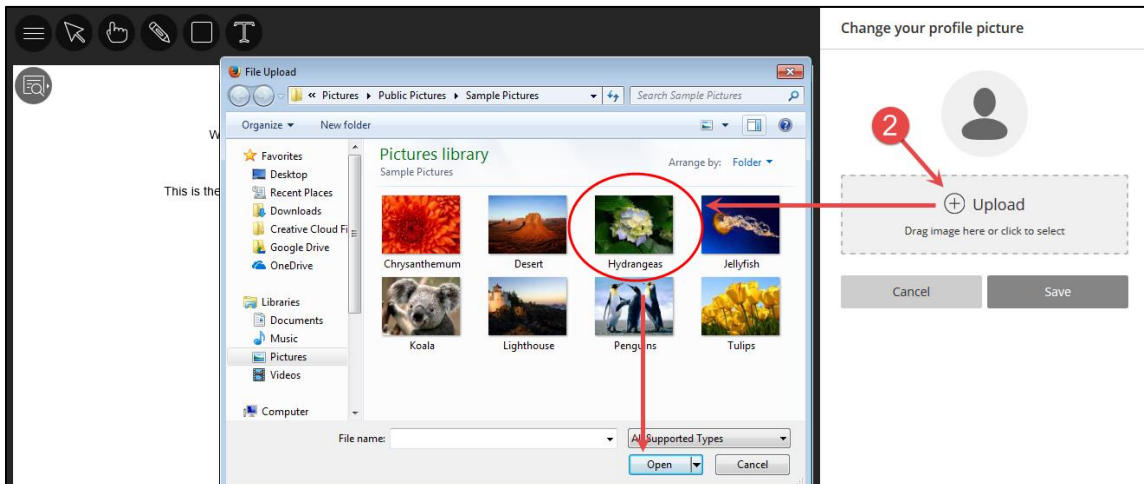 T
W
This is the
File Upload
« Pictures ▸ Public Pictures ▸ Sample Pictures
Search Sample Pictures
Organize
New folder
Favorites
Desktop
Recent Places
Downloads
Creative Cloud Fi
Google Drive
OneDrive
Libraries
Documents
Music
Pictures
Videos
Computer
Pictures library
Sample Pictures
Arrange by: Folder
Chrysanthemum
Desert
Hydrangeas
Jellyfish
Koala
Lighthouse
Penguins
Tulips
File name:
All Supported Types
Open
Cancel
Change your profile picture
2
Upload
Drag image here or click to select
Cancel
Save